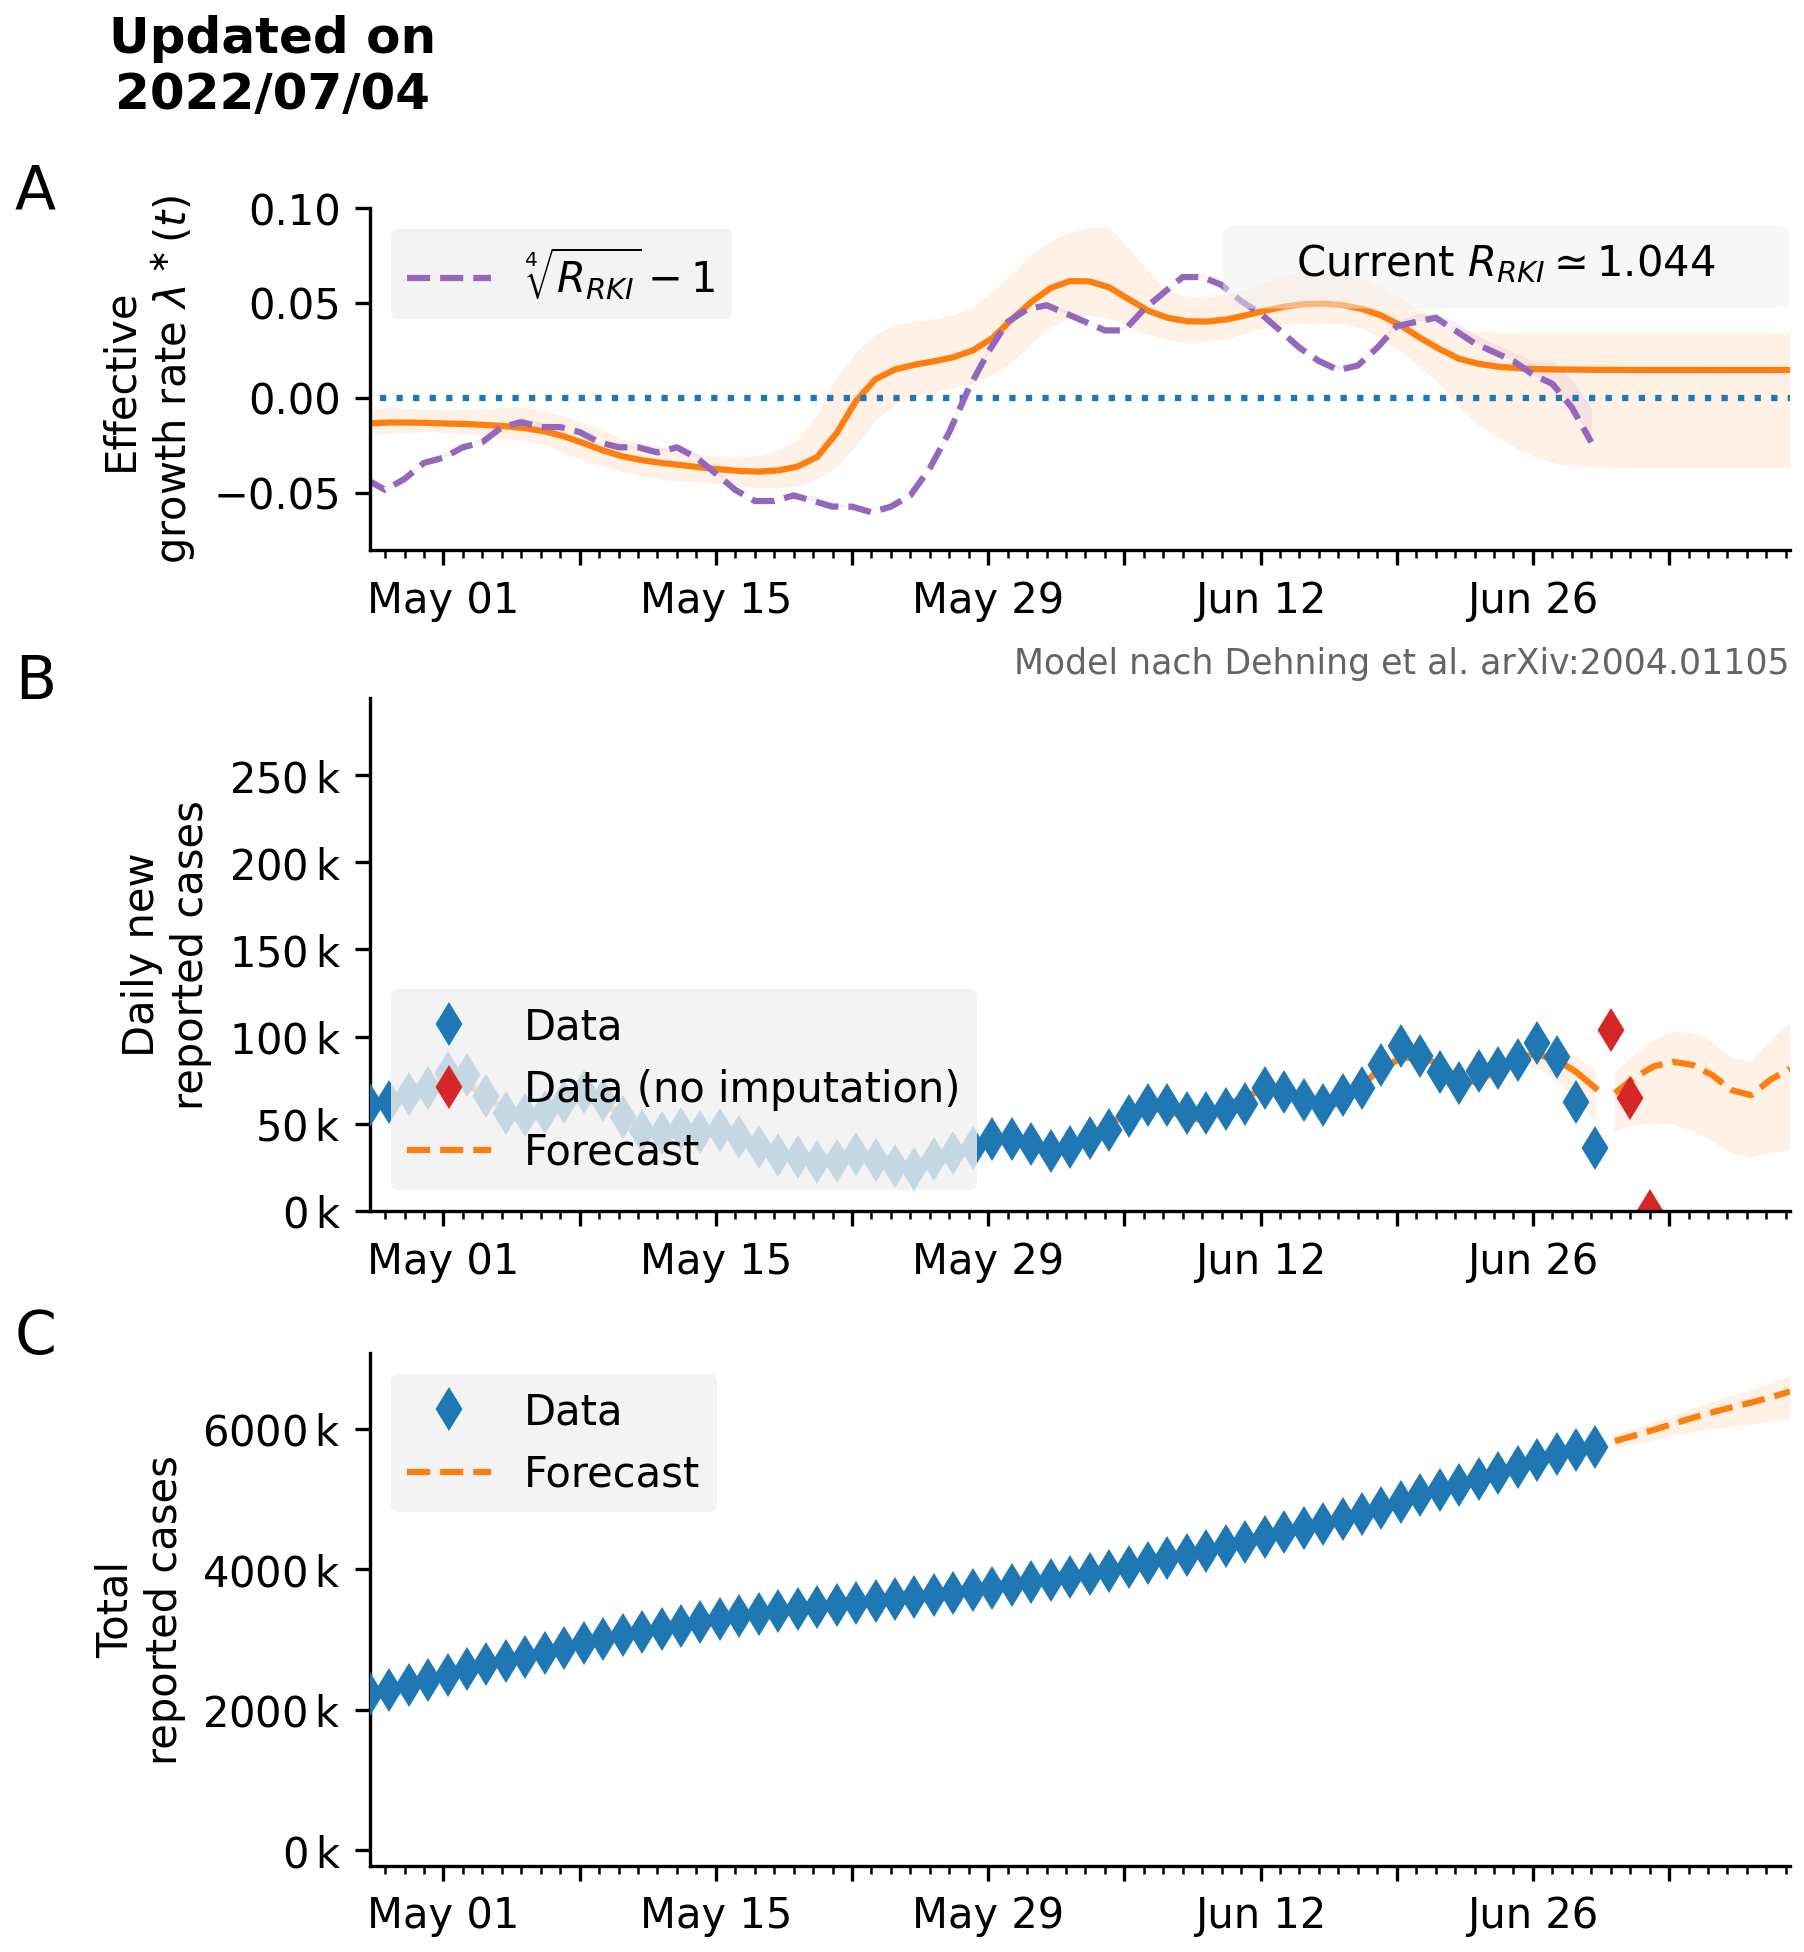 Updated on
2022/07/04
A
Effective
growth rate λ * (t)
0.10
0.05
0.00
−0.05
∜R_RKI − 1
Current R_RKI ≃ 1.044
May 01
May 15
May 29
Jun 12
Jun 26
Model nach Dehning et al. arXiv:2004.01105
B
Daily new
reported cases
250 k
200 k
150 k
100 k
50 k
0 k
Data
Data (no imputation)
Forecast
May 01
May 15
May 29
Jun 12
Jun 26
C
Total
reported cases
6000 k
4000 k
2000 k
0 k
Data
Forecast
May 01
May 15
May 29
Jun 12
Jun 26